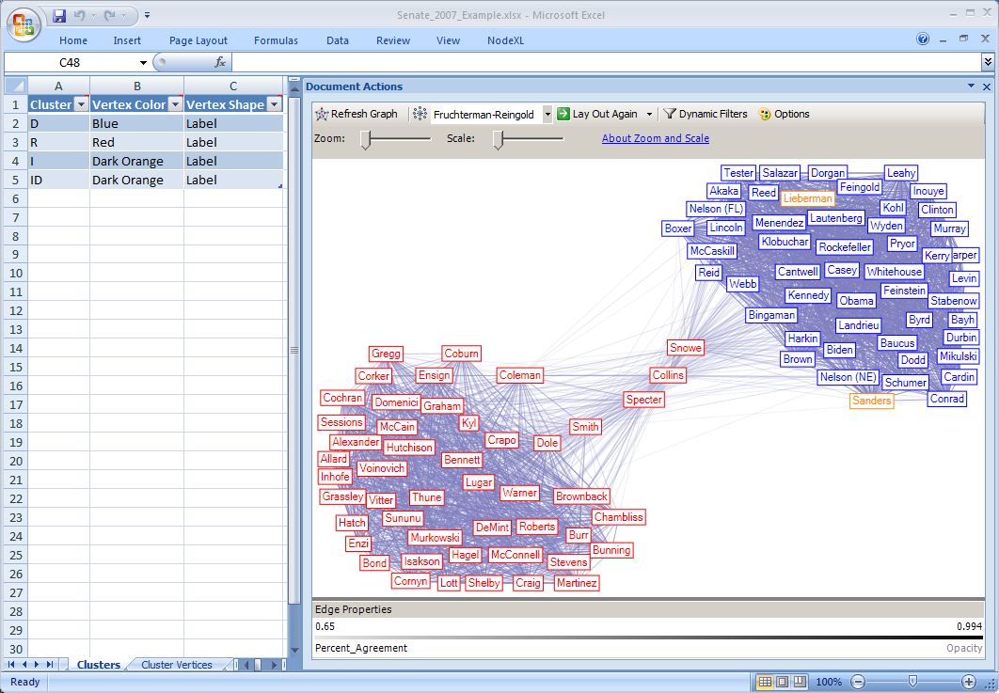 Senate_2007_Example.xlsx - Microsoft Excel
Home Insert Page Layout Formulas Data Review View NodeXL
C48 fx
Document Actions
A B C
1 Cluster Vertex Color Vertex Shape
2 D Blue Label
3 R Red Label
4 I Dark Orange Label
5 ID Dark Orange Label
6
7
8
9
10
11
12
13
14
15
16
17
18
19
20
21
22
23
24
25
26
27
28
29
30
Refresh Graph Fruchterman-Reingold Lay Out Again Dynamic Filters Options
Zoom: Scale: About Zoom and Scale
Tester Salazar Dorgan Leahy
Akaka Reed Lieberman Feingold Inouye
Nelson (FL) Kohl Clinton
Boxer Lincoln Menendez Lautenberg Wyden Murray
McCaskill Klobuchar Rockefeller Pryor Kerry arper
Reid Cantwell Casey Whitehouse Levin
Webb Kennedy Obama Feinstein Stabenow
Bingaman Landrieu Byrd Bayh
Harkin Biden Baucus Durbin
Brown Dodd Mikulski
Nelson (NE) Schumer Cardin
Sanders Conrad
Snowe
Collins
Specter
Gregg Coburn
Corker Ensign Coleman
Cochran Domenici Graham
Sessions McCain Kyl Smith
Alexander Hutchison Crapo Dole
Allard Voinovich Bennett
Inhofe Lugar
Grassley Vitter Thune Warner Brownback
Hatch Sununu DeMint Roberts Chambliss
Enzi Murkowski Burr
Bond Isakson Hagel McConnell Stevens Bunning
Cornyn Lott Shelby Craig Martinez
Edge Properties
0.65 0.994
Percent_Agreement Opacity
Clusters Cluster Vertices
Ready 100%